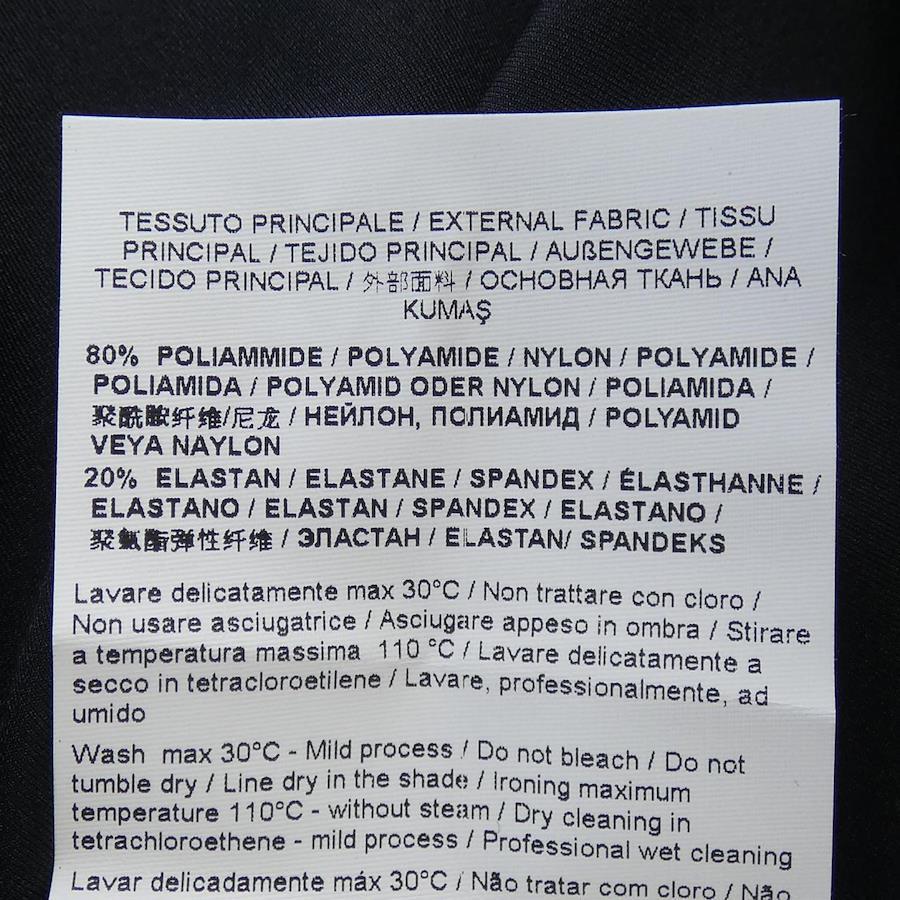 TESSUTO PRINCIPALE / EXTERNAL FABRIC / TISSU
PRINCIPAL / TEJIDO PRINCIPAL / AUßENGEWEBE /
TECIDO PRINCIPAL / 外部面料 / ОСНОВНАЯ ТКАНЬ / ANA
KUMAŞ
80% POLIAMMIDE / POLYAMIDE / NYLON / POLYAMIDE /
POLIAMIDA / POLYAMID ODER NYLON / POLIAMIDA /
聚酰胺纤维/尼龙 / НЕЙЛОН, ПОЛИАМИД / POLYAMID
VEYA NAYLON
20% ELASTAN / ELASTANE / SPANDEX / ÉLASTHANNE /
ELASTANO / ELASTAN / SPANDEX / ELASTANO /
聚氨酯弹性纤维 / ЭЛАСТАН / ELASTAN/ SPANDEKS
Lavare delicatamente max 30°C / Non trattare con cloro /
Non usare asciugatrice / Asciugare appeso in ombra / Stirare
a temperatura massima 110 °C / Lavare delicatamente a
secco in tetracloroetilene / Lavare, professionalmente, ad
umido
Wash max 30°C - Mild process / Do not bleach / Do not
tumble dry / Line dry in the shade / Ironing maximum
temperature 110°C - without steam / Dry cleaning in
tetrachloroethene - mild process / Professional wet cleaning
Lavar delicadamente máx 30°C / Não tratar com cloro / Não